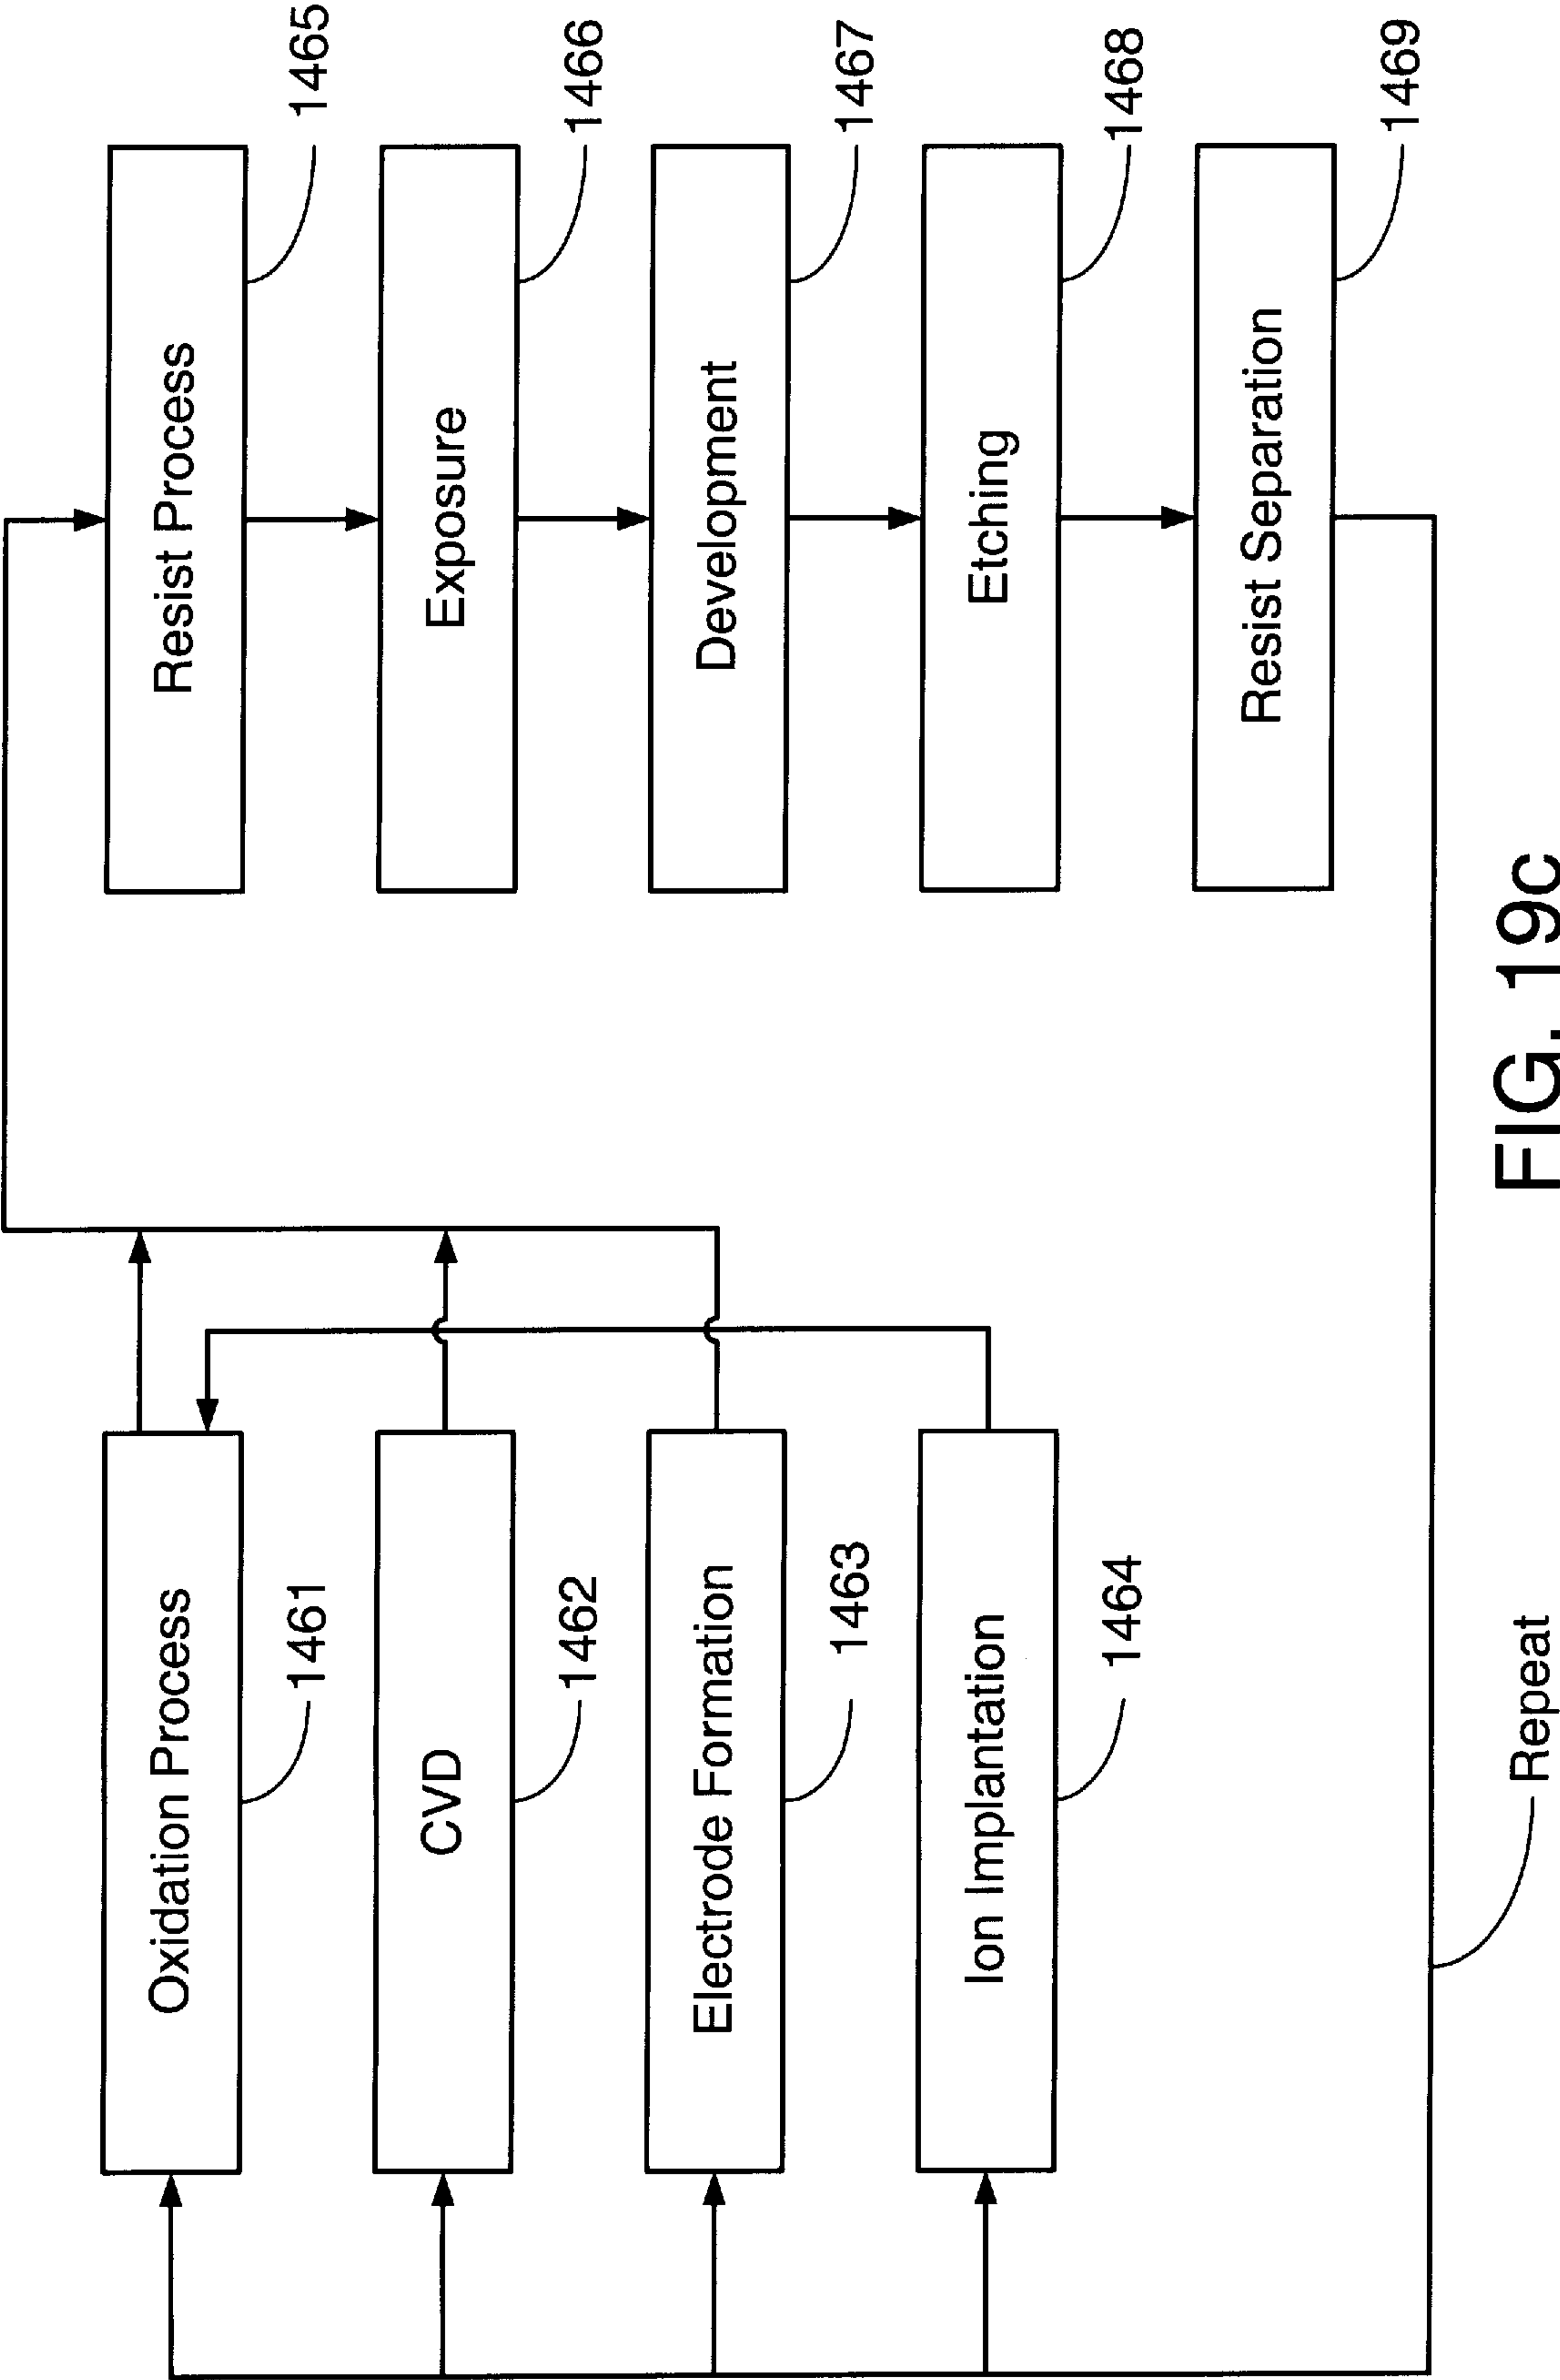 Oxidation Process
1461
CVD
1462
Electrode Formation
1463
Ion Implantation
1464
Resist Process
1465
Exposure
1466
Development
1467
Etching
1468
Resist Separation
1469
Repeat
FIG. 19c